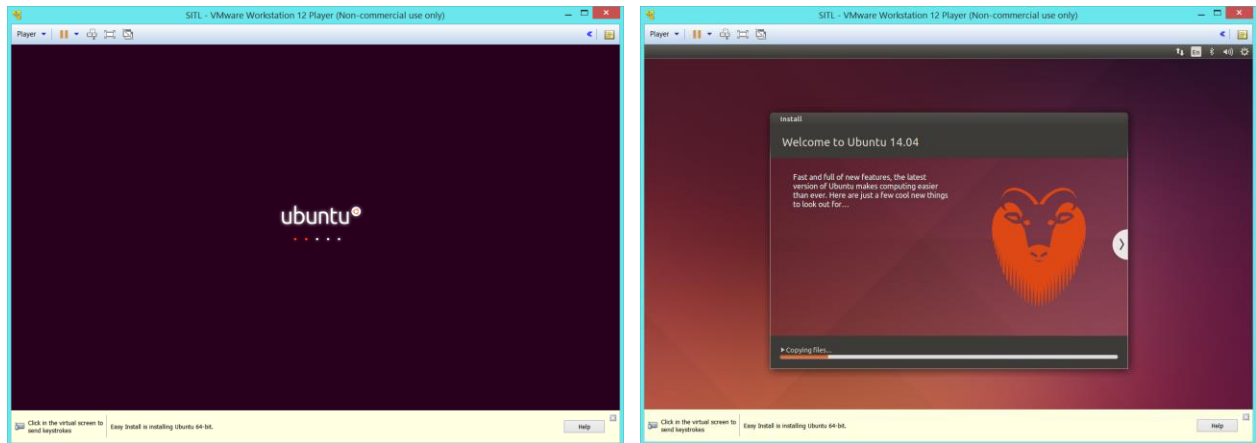 SITL - VMware Workstation 12 Player (Non-commercial use only)
Player
ubuntu
Click in the virtual screen to
send keystrokes
Easy Install is installing Ubuntu 64-bit.
Help
SITL - VMware Workstation 12 Player (Non-commercial use only)
Player
En
Install
Welcome to Ubuntu 14.04
Fast and full of new features, the latest
version of Ubuntu makes computing easier
than ever. Here are just a few cool new things
to look out for...
Copying files...
Click in the virtual screen to
send keystrokes
Easy Install is installing Ubuntu 64-bit.
Help